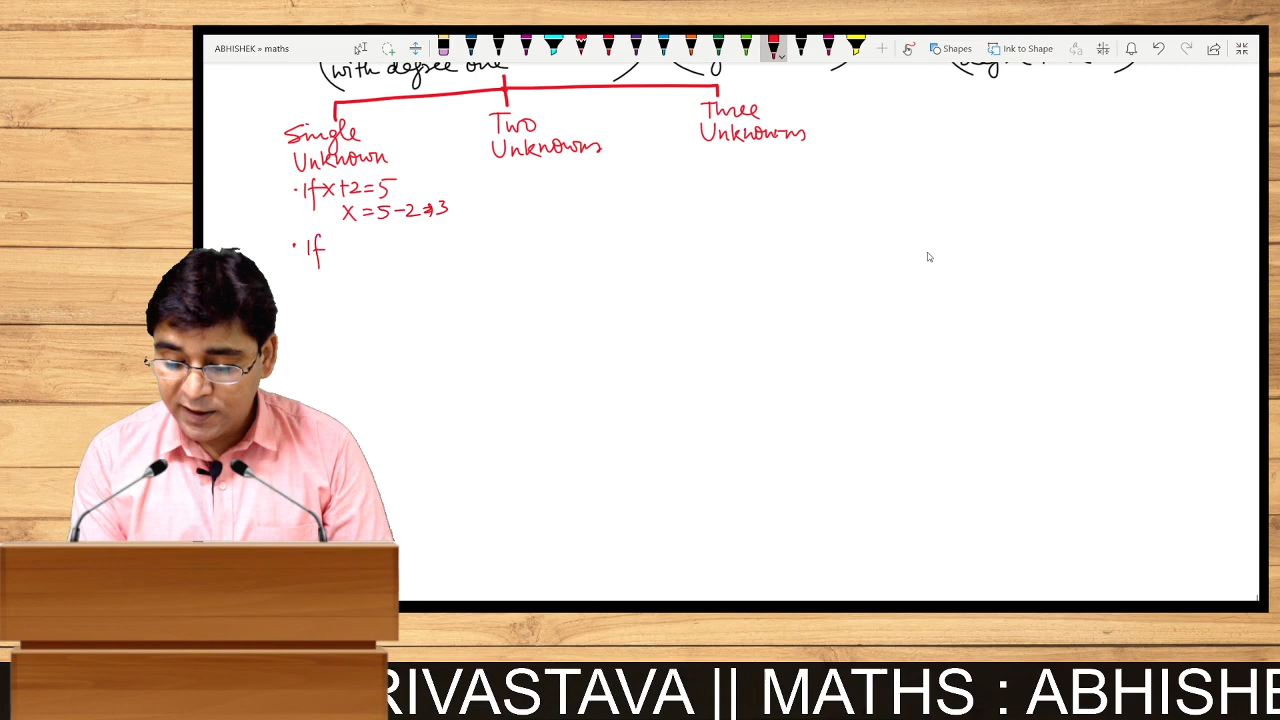 ABHISHEK » maths
Shapes
Ink to Shape
(with degree one )
Single
Unknown
Two
Unknowns
Three
Unknowns
· If x+2=5
x=5-2⇒3
· If
RIVASTAVA || MATHS : ABHISHE